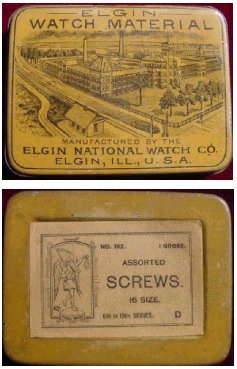 ELGIN
WATCH MATERIAL
MANUFACTURED BY THE
ELGIN NATIONAL WATCH CO.
ELGIN, ILL., U.S.A.
NO. 762. 1 GROSS.
ASSORTED
SCREWS.
16 SIZE.
6th to 13th SERIES. D